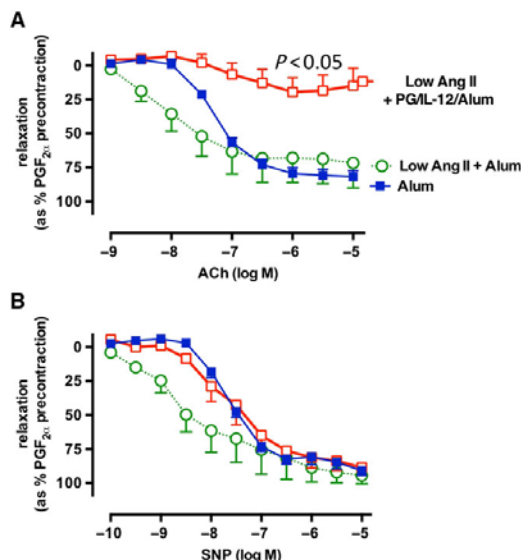 A
relaxation
(as % PGF2α precontraction)
0
25
50
75
100
P < 0.05
Low Ang II
+ PG/IL-12/Alum
Low Ang II + Alum
Alum
–9
–8
–7
–6
–5
ACh (log M)
B
relaxation
(as % PGF2α precontraction)
0
25
50
75
100
–10
–9
–8
–7
–6
–5
SNP (log M)